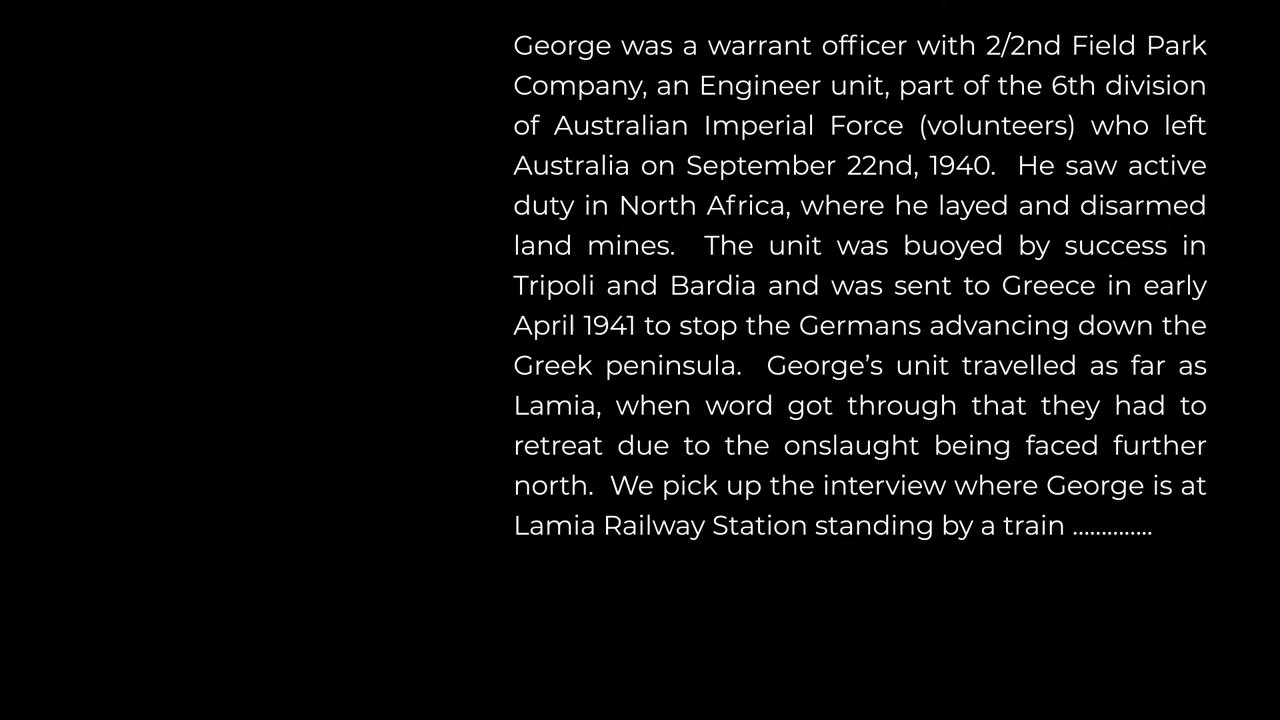 George was a warrant officer with 2/2nd Field Park
Company, an Engineer unit, part of the 6th division
of Australian Imperial Force (volunteers) who left
Australia on September 22nd, 1940.  He saw active
duty in North Africa, where he layed and disarmed
land mines.  The unit was buoyed by success in
Tripoli and Bardia and was sent to Greece in early
April 1941 to stop the Germans advancing down the
Greek peninsula.  George’s unit travelled as far as
Lamia, when word got through that they had to
retreat due to the onslaught being faced further
north.  We pick up the interview where George is at
Lamia Railway Station standing by a train ..............